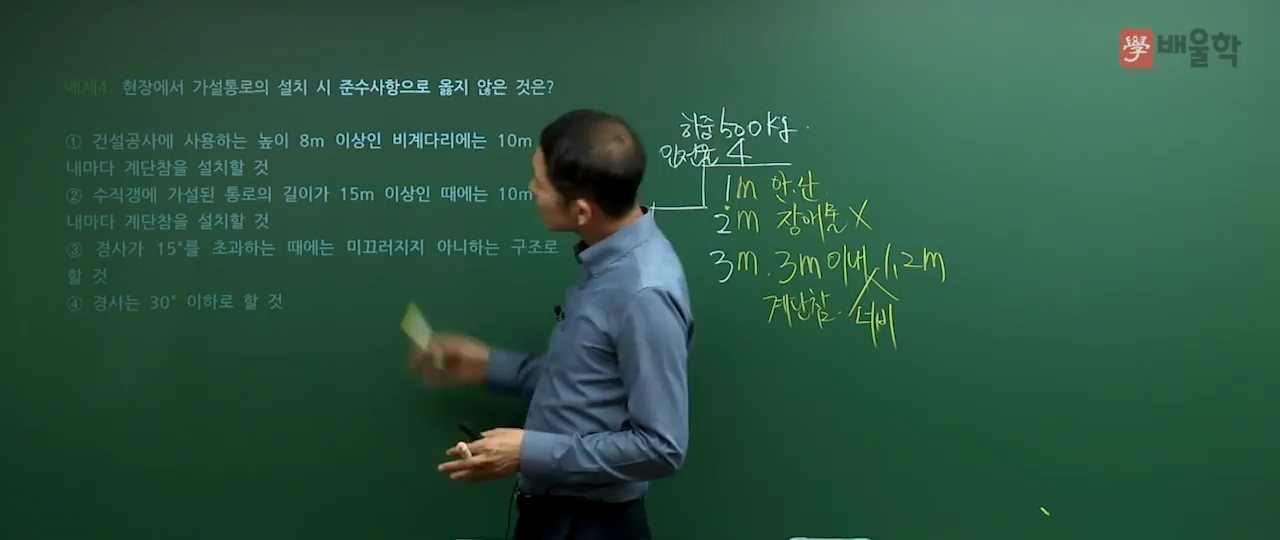 學 배울학
예제4. 현장에서 가설통로의 설치 시 준수사항으로 옳지 않은 것은?
① 건설공사에 사용하는 높이 8m 이상인 비계다리에는 10m
내마다 계단참을 설치할 것
② 수직갱에 가설된 통로의 길이가 15m 이상인 때에는 10m
내마다 계단참을 설치할 것
③ 경사가 15°를 초과하는 때에는 미끄러지지 아니하는 구조로
할 것
④ 경사는 30° 이하로 할 것
하중 500kg.
안전율 4
1m 안.난
2m 장애물 X
3m. 3m 이내 1.2m
계단참. 너비